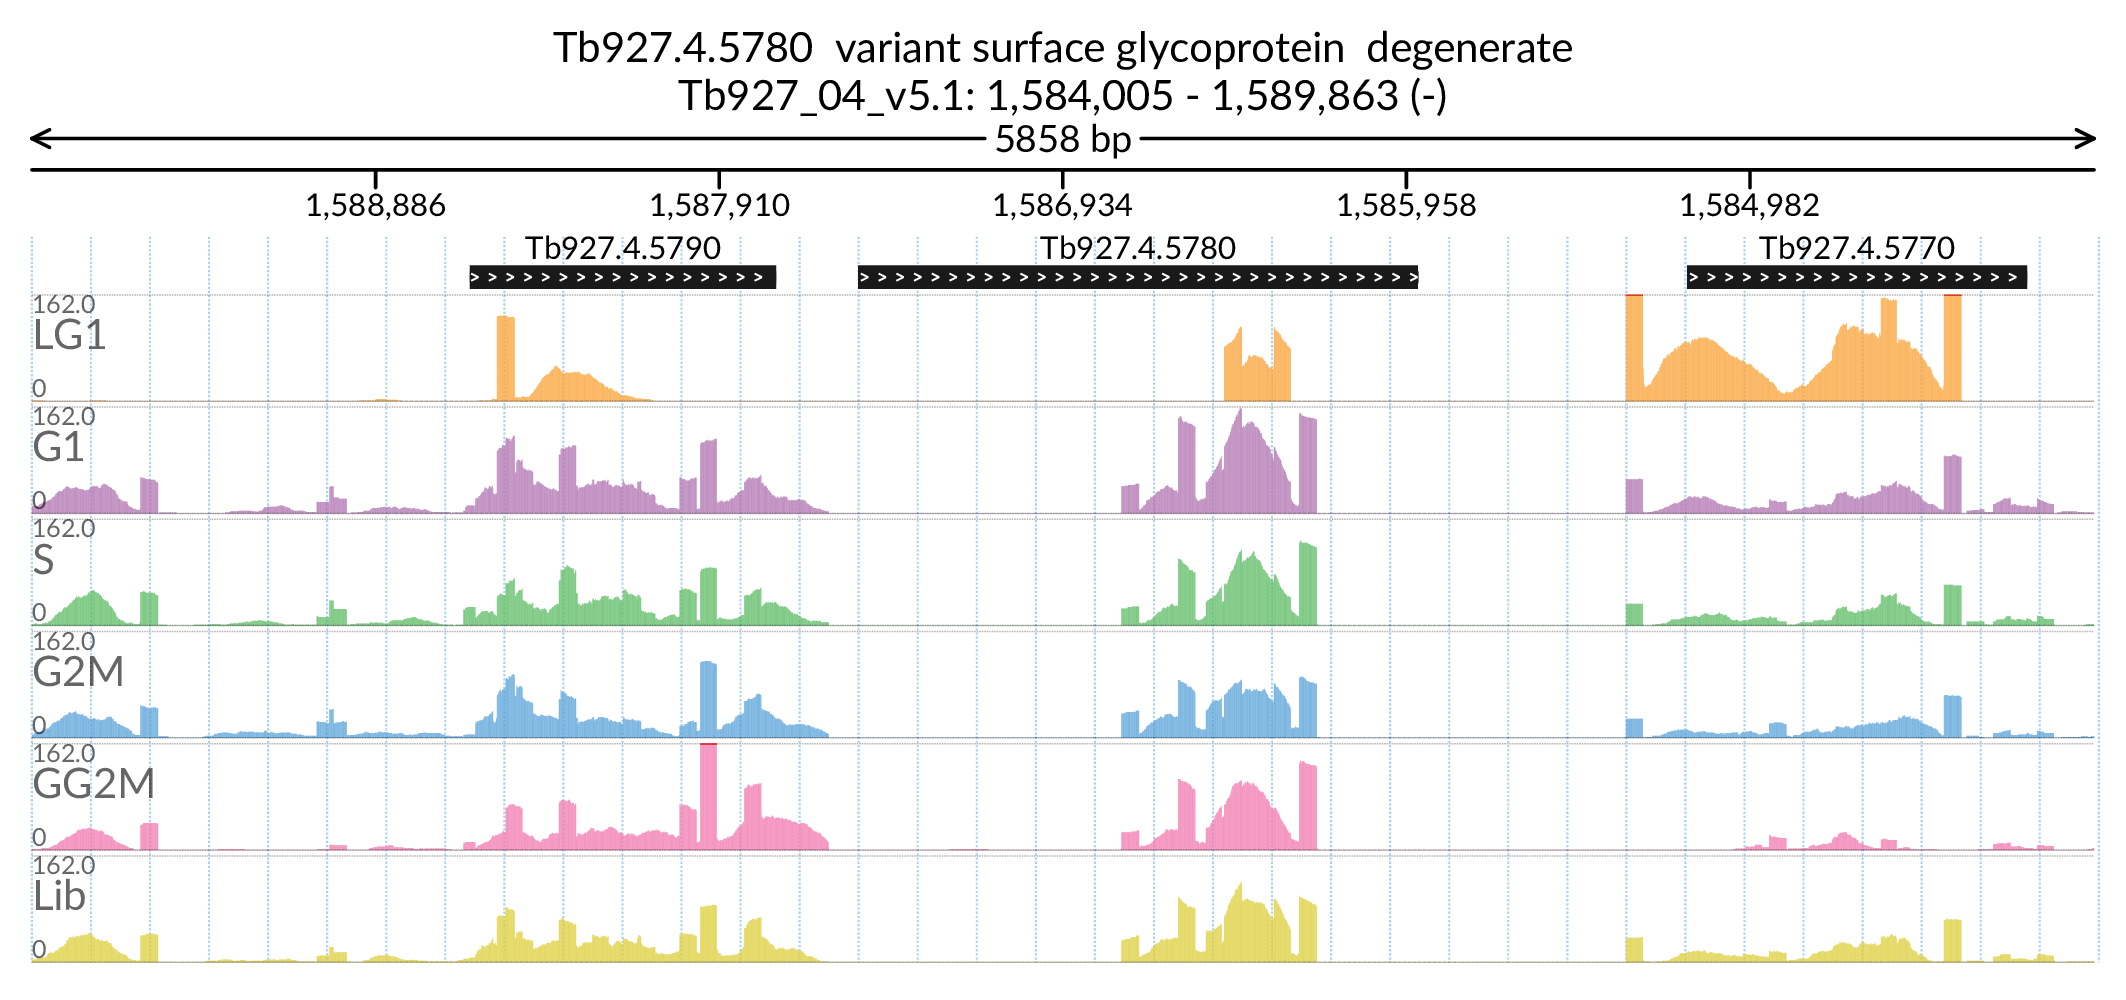 Tb927.4.5780 variant surface glycoprotein degenerate
Tb927_04_v5.1: 1,584,005 - 1,589,863 (-)
5858 bp
1,588,886 1,587,910 1,586,934 1,585,958 1,584,982
Tb927.4.5790 Tb927.4.5780 Tb927.4.5770
162.0
LG1
0
162.0
G1
0
162.0
S
0
162.0
G2M
0
162.0
GG2M
0
162.0
Lib
0